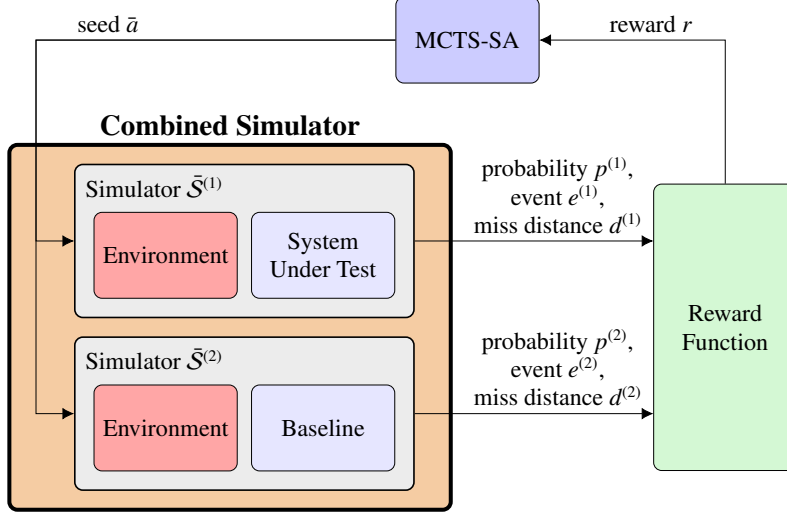 seed ā
MCTS-SA
reward r
Combined Simulator
Simulator S̄⁽¹⁾
Environment
System
Under Test
probability p⁽¹⁾,
event e⁽¹⁾,
miss distance d⁽¹⁾
Simulator S̄⁽²⁾
Environment
Baseline
probability p⁽²⁾,
event e⁽²⁾,
miss distance d⁽²⁾
Reward
Function